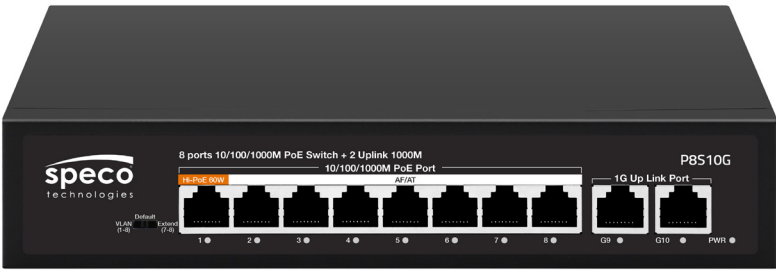 speco
technologies
8 ports 10/100/1000M PoE Switch + 2 Uplink 1000M
P8S10G
10/100/1000M PoE Port
1G Up Link Port
Hi-PoE 60W
AF/AT
Default
VLAN
(1-8)
Extend
(7-8)
1 2 3 4 5 6 7 8 G9 G10 PWR